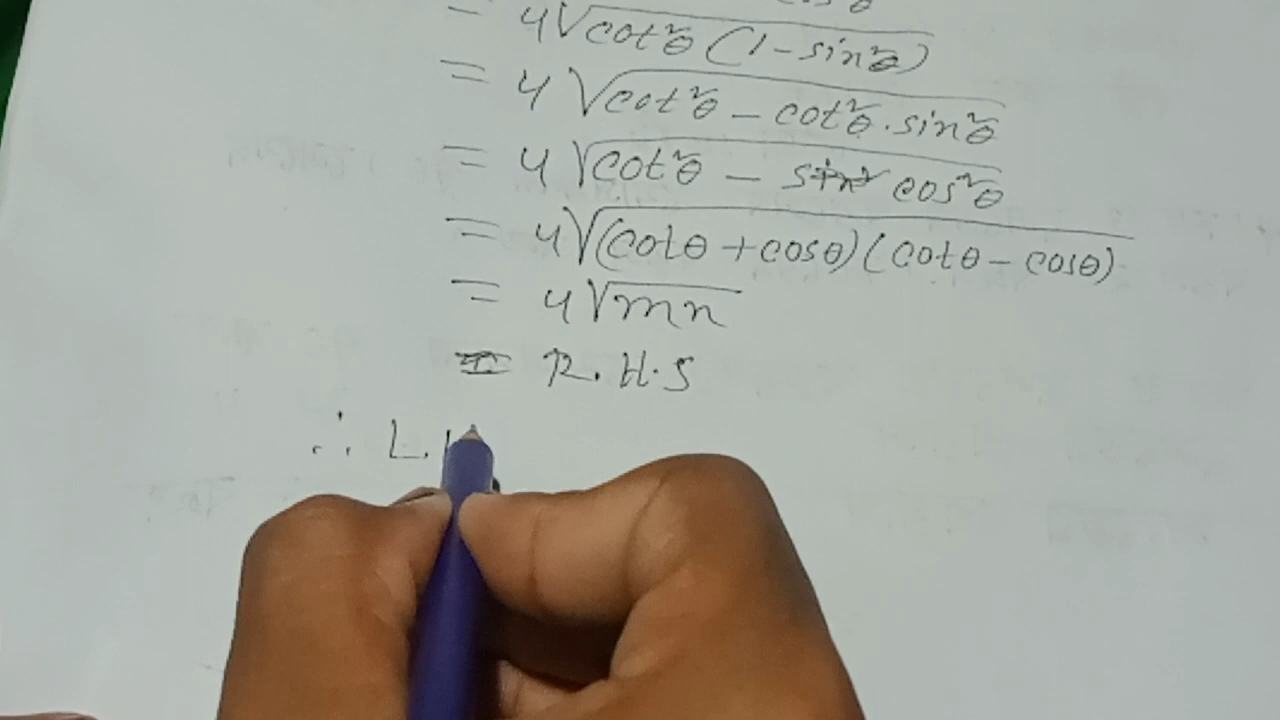 = 4√cot²θ (1 - sin²θ)
= 4√cot²θ - cot²θ.sin²θ
= 4√cot²θ - cos²θ
= 4√(cotθ + cosθ)(cotθ - cosθ)
= 4√mn
= R.H.S
∴ L.